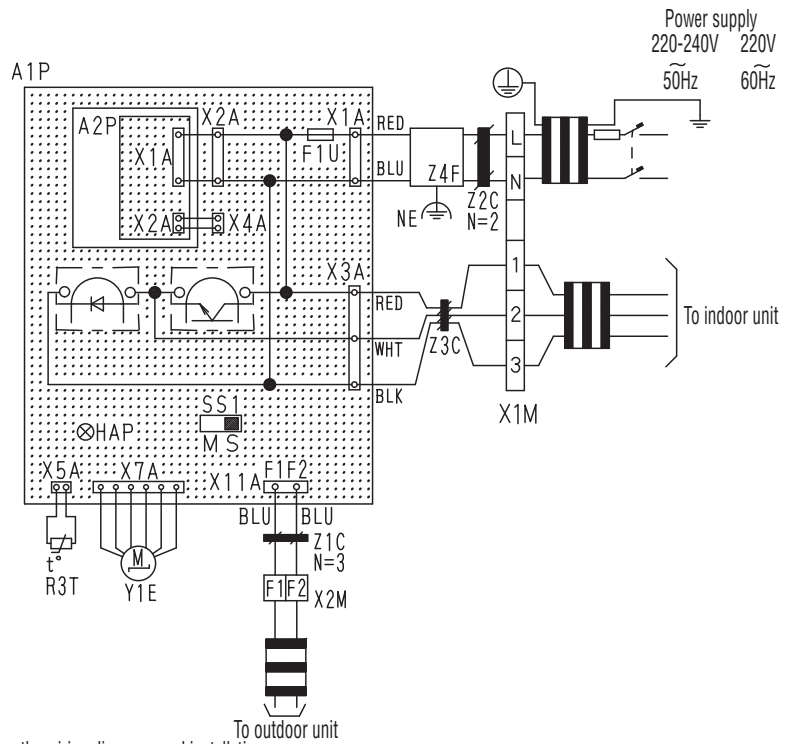 Power supply
220-240V 220V
~ ~
50Hz 60Hz
A1P
A2P
X2A
X1A
RED
X1A
F1U
BLU
Z4F
L
N
Z2C
N=2
NE
X2A
X4A
X3A
RED
1
2
3
To indoor unit
WHT
Z3C
BLK
X1M
SS1
M S
HAP
X5A
X7A
X11A
F1F2
BLU
BLU
Z1C
N=3
t°
R3T
M
Y1E
F1 F2
X2M
To outdoor unit